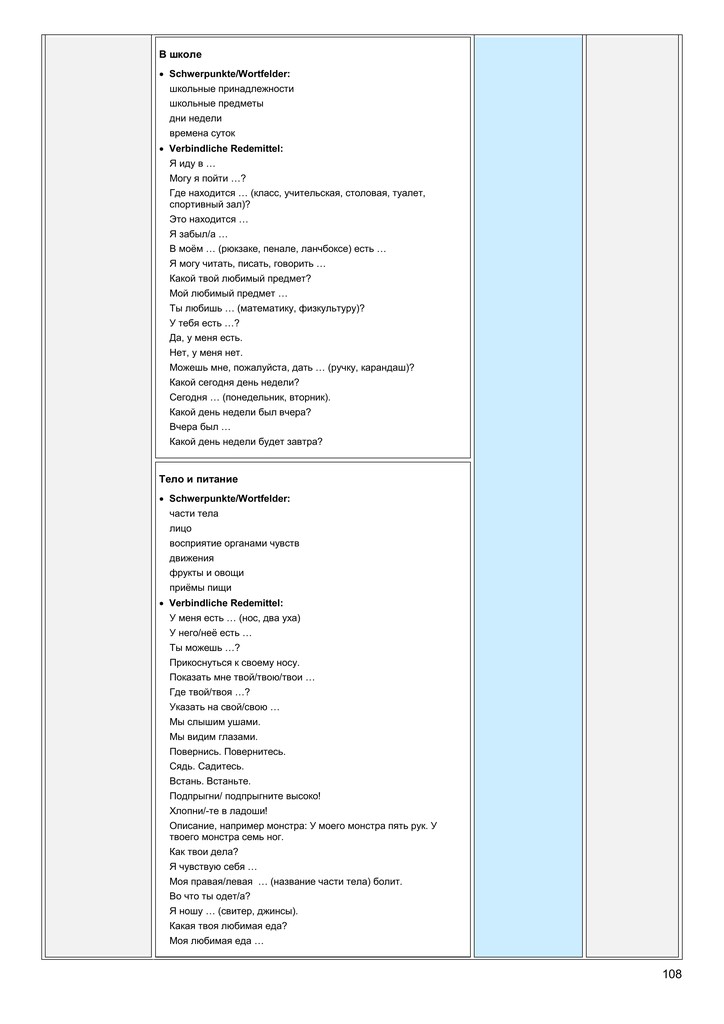 В школе
• Schwerpunkte/Wortfelder:
школьные принадлежности
школьные предметы
дни недели
времена суток
• Verbindliche Redemittel:
Я иду в …
Могу я пойти …?
Где находится … (класс, учительская, столовая, туалет,
спортивный зал)?
Это находится …
Я забыл/а …
В моём … (рюкзаке, пенале, ланчбоксе) есть …
Я могу читать, писать, говорить …
Какой твой любимый предмет?
Мой любимый предмет …
Ты любишь … (математику, физкультуру)?
У тебя есть …?
Да, у меня есть.
Нет, у меня нет.
Можешь мне, пожалуйста, дать … (ручку, карандаш)?
Какой сегодня день недели?
Сегодня … (понедельник, вторник).
Какой день недели был вчера?
Вчера был …
Какой день недели будет завтра?
Тело и питание
• Schwerpunkte/Wortfelder:
части тела
лицо
восприятие органами чувств
движения
фрукты и овощи
приёмы пищи
• Verbindliche Redemittel:
У меня есть … (нос, два уха)
У него/неё есть …
Ты можешь …?
Прикоснуться к своему носу.
Показать мне твой/твою/твои …
Где твой/твоя …?
Указать на свой/свою …
Мы слышим ушами.
Мы видим глазами.
Повернись. Повернитесь.
Сядь. Садитесь.
Встань. Встаньте.
Подпрыгни/ подпрыгните высоко!
Хлопни/-те в ладоши!
Описание, например монстра: У моего монстра пять рук. У
твоего монстра семь ног.
Как твои дела?
Я чувствую себя …
Моя правая/левая … (название части тела) болит.
Во что ты одет/а?
Я ношу … (свитер, джинсы).
Какая твоя любимая еда?
Моя любимая еда …
108